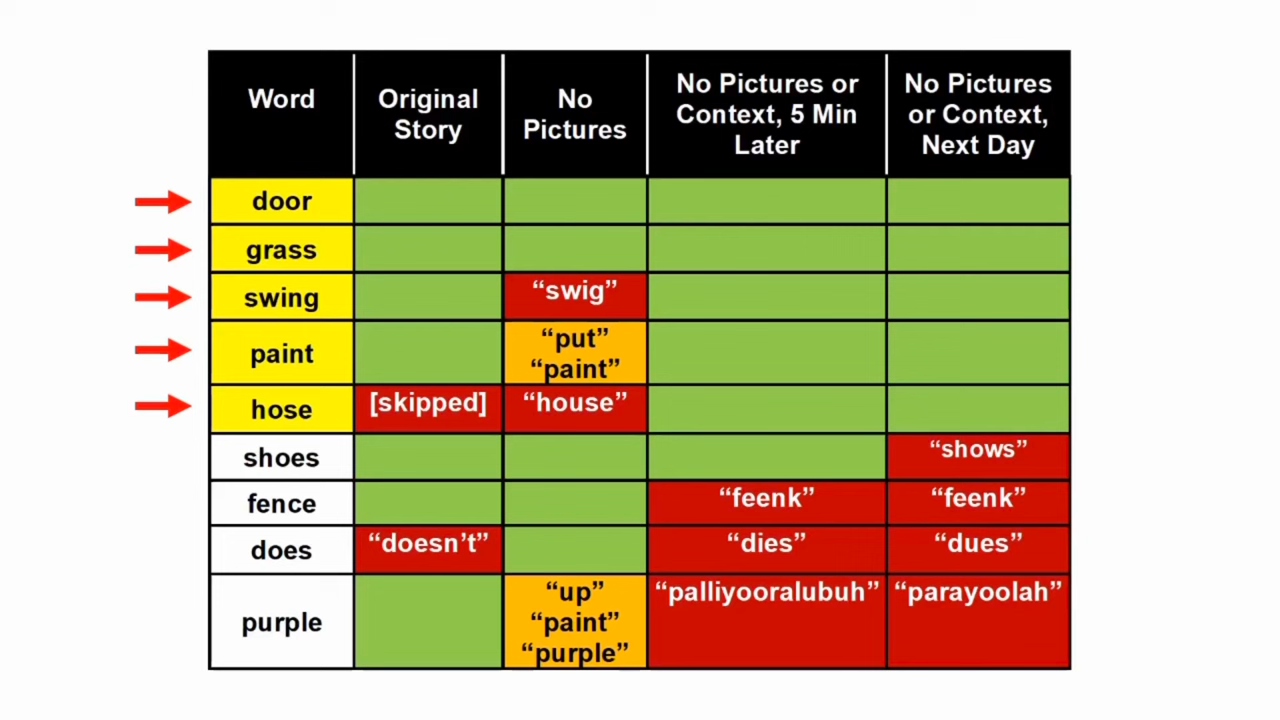 Word
Original
Story
No
Pictures
No Pictures or
Context, 5 Min
Later
No Pictures
or Context,
Next Day
door
grass
swing
“swig”
paint
“put”
“paint”
hose
[skipped]
“house”
shoes
“shows”
fence
“feenk”
“feenk”
does
“doesn’t”
“dies”
“dues”
purple
“up”
“paint”
“purple”
“palliyooralubuh”
“parayoolah”